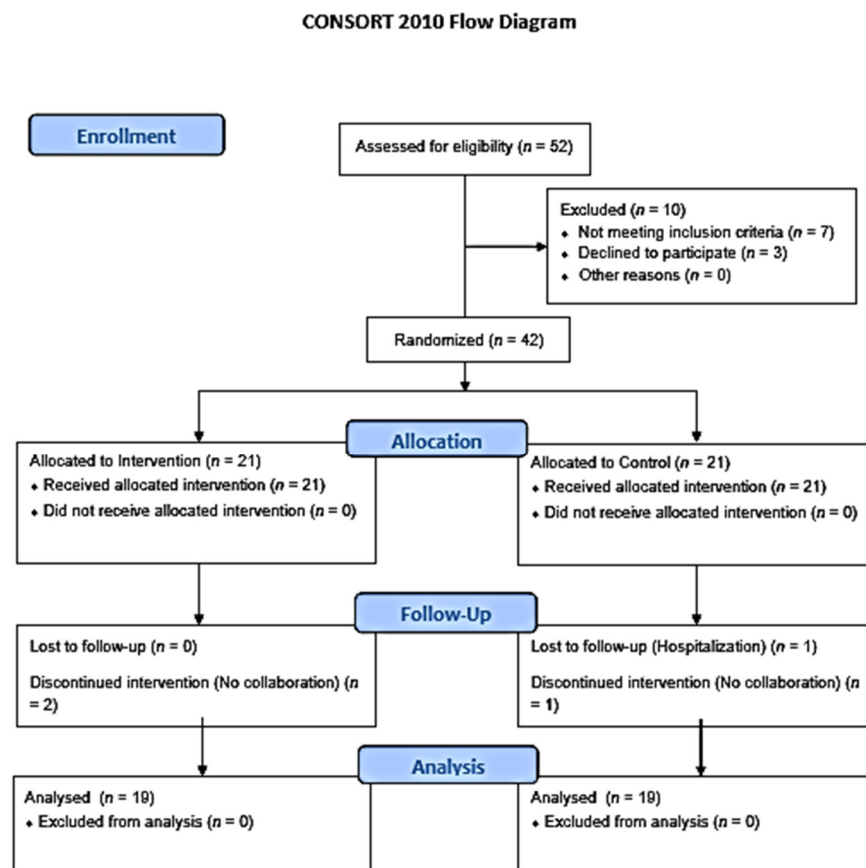 CONSORT 2010 Flow Diagram
Enrollment
Assessed for eligibility (n = 52)
Excluded (n = 10)
⬧ Not meeting inclusion criteria (n = 7)
⬧ Declined to participate (n = 3)
⬧ Other reasons (n = 0)
Randomized (n = 42)
Allocation
Allocated to Intervention (n = 21)
⬧ Received allocated intervention (n = 21)
⬧ Did not receive allocated intervention (n = 0)
Allocated to Control (n = 21)
⬧ Received allocated intervention (n = 21)
⬧ Did not receive allocated intervention (n = 0)
Follow-Up
Lost to follow-up (n = 0)
Discontinued intervention (No collaboration) (n
= 2)
Lost to follow-up (Hospitalization) (n = 1)
Discontinued intervention (No collaboration) (n
= 1)
Analysis
Analysed (n = 19)
⬧ Excluded from analysis (n = 0)
Analysed (n = 19)
⬧ Excluded from analysis (n = 0)